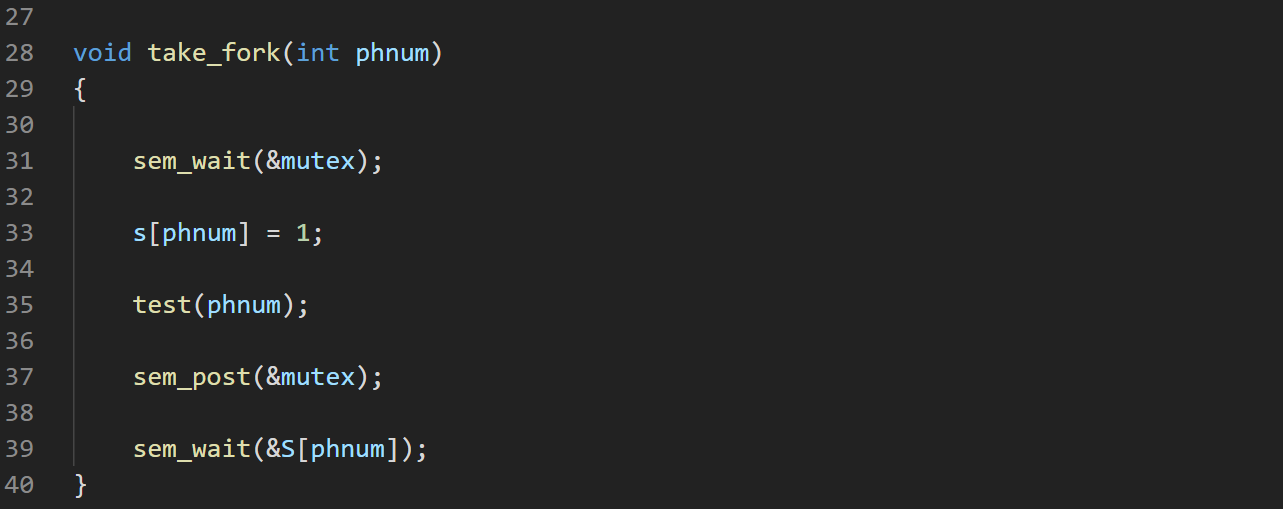 27
28 void take_fork(int phnum)
29 {
30
31 sem_wait(&mutex);
32
33 s[phnum] = 1;
34
35 test(phnum);
36
37 sem_post(&mutex);
38
39 sem_wait(&S[phnum]);
40 }